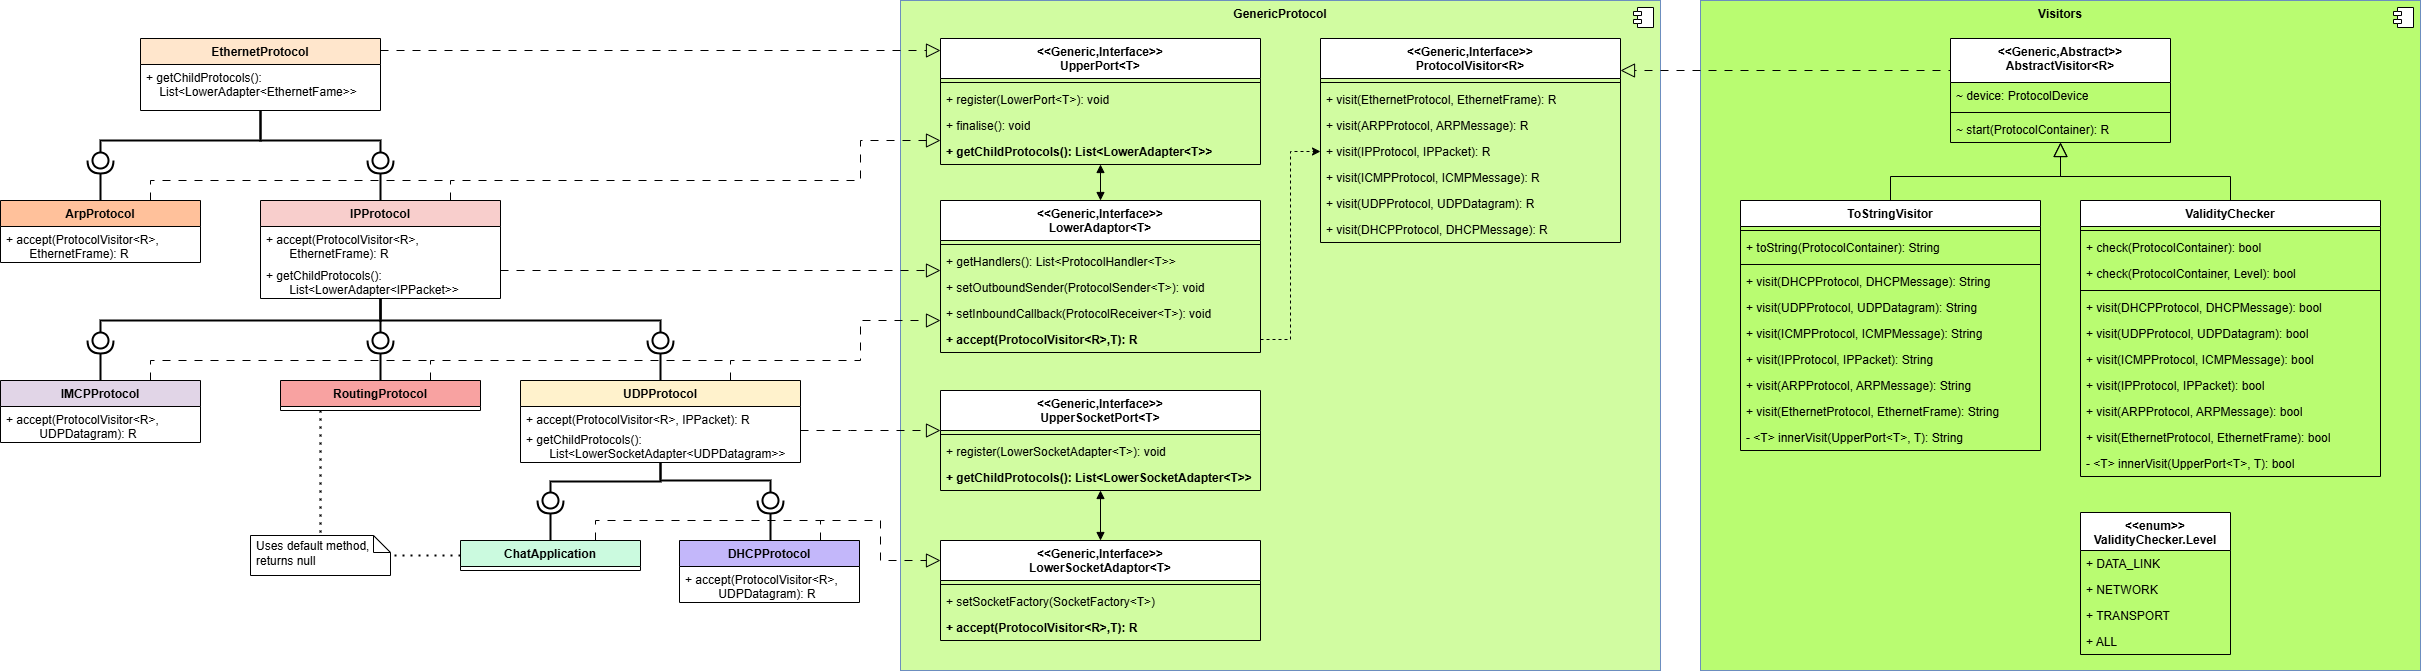 EthernetProtocol
+ getChildProtocols():
List<LowerAdapter<EthernetFame>>
ArpProtocol
+ accept(ProtocolVisitor<R>,
EthernetFrame): R
IPProtocol
+ accept(ProtocolVisitor<R>,
EthernetFrame): R
+ getChildProtocols():
List<LowerAdapter<IPPacket>>
IMCPProtocol
+ accept(ProtocolVisitor<R>,
UDPDatagram): R
RoutingProtocol
UDPProtocol
+ accept(ProtocolVisitor<R>, IPPacket): R
+ getChildProtocols():
List<LowerSocketAdapter<UDPDatagram>>
Uses default method,
returns null
ChatApplication
DHCPProtocol
+ accept(ProtocolVisitor<R>,
UDPDatagram): R
GenericProtocol
<<Generic,Interface>>
UpperPort<T>
+ register(LowerPort<T>): void
+ finalise(): void
+ getChildProtocols(): List<LowerAdapter<T>>
<<Generic,Interface>>
LowerAdaptor<T>
+ getHandlers(): List<ProtocolHandler<T>>
+ setOutboundSender(ProtocolSender<T>): void
+ setInboundCallback(ProtocolReceiver<T>): void
+ accept(ProtocolVisitor<R>,T): R
<<Generic,Interface>>
UpperSocketPort<T>
+ register(LowerSocketAdapter<T>): void
+ getChildProtocols(): List<LowerSocketAdapter<T>>
<<Generic,Interface>>
LowerSocketAdaptor<T>
+ setSocketFactory(SocketFactory<T>)
+ accept(ProtocolVisitor<R>,T): R
<<Generic,Interface>>
ProtocolVisitor<R>
+ visit(EthernetProtocol, EthernetFrame): R
+ visit(ARPProtocol, ARPMessage): R
+ visit(IPProtocol, IPPacket): R
+ visit(ICMPProtocol, ICMPMessage): R
+ visit(UDPProtocol, UDPDatagram): R
+ visit(DHCPProtocol, DHCPMessage): R
Visitors
<<Generic,Abstract>>
AbstractVisitor<R>
~ device: ProtocolDevice
~ start(ProtocolContainer): R
ToStringVisitor
+ toString(ProtocolContainer): String
+ visit(DHCPProtocol, DHCPMessage): String
+ visit(UDPProtocol, UDPDatagram): String
+ visit(ICMPProtocol, ICMPMessage): String
+ visit(IPProtocol, IPPacket): String
+ visit(ARPProtocol, ARPMessage): String
+ visit(EthernetProtocol, EthernetFrame): String
- <T> innerVisit(UpperPort<T>, T): String
ValidityChecker
+ check(ProtocolContainer): bool
+ check(ProtocolContainer, Level): bool
+ visit(DHCPProtocol, DHCPMessage): bool
+ visit(UDPProtocol, UDPDatagram): bool
+ visit(ICMPProtocol, ICMPMessage): bool
+ visit(IPProtocol, IPPacket): bool
+ visit(ARPProtocol, ARPMessage): bool
+ visit(EthernetProtocol, EthernetFrame): bool
- <T> innerVisit(UpperPort<T>, T): bool
<<enum>>
ValidityChecker.Level
+ DATA_LINK
+ NETWORK
+ TRANSPORT
+ ALL